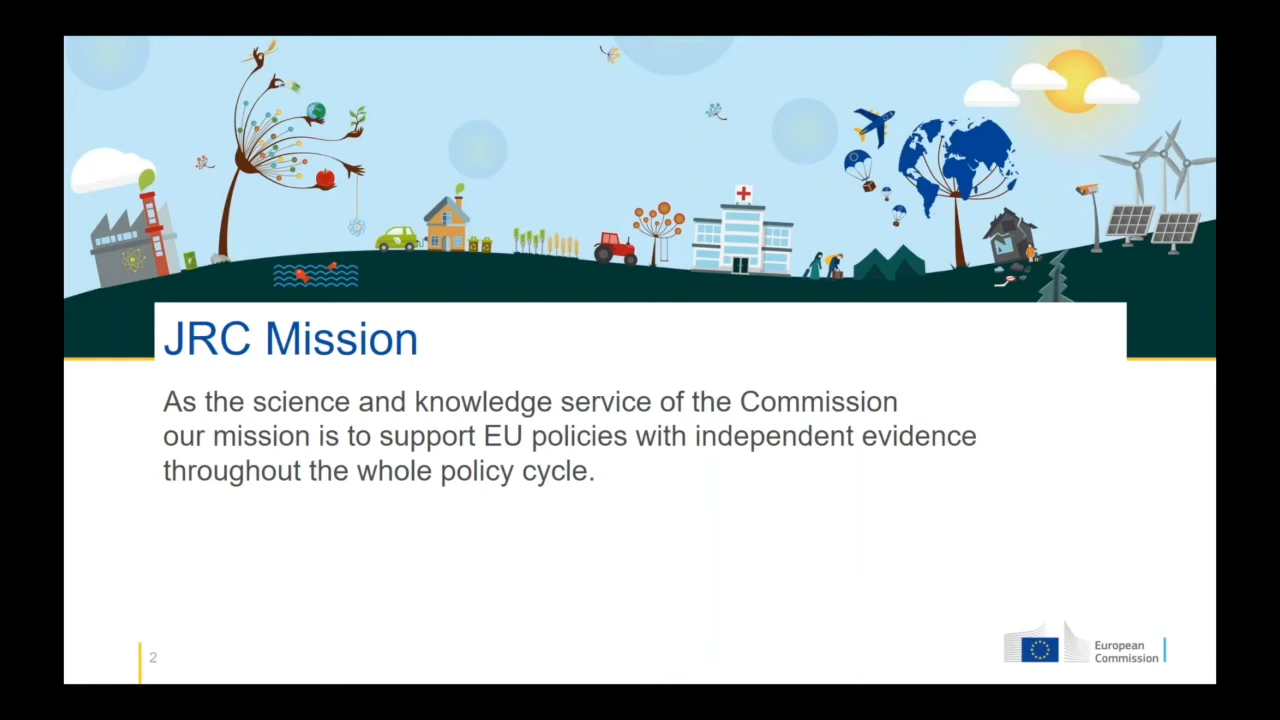 JRC Mission
As the science and knowledge service of the Commission
our mission is to support EU policies with independent evidence
throughout the whole policy cycle.
2
European
Commission